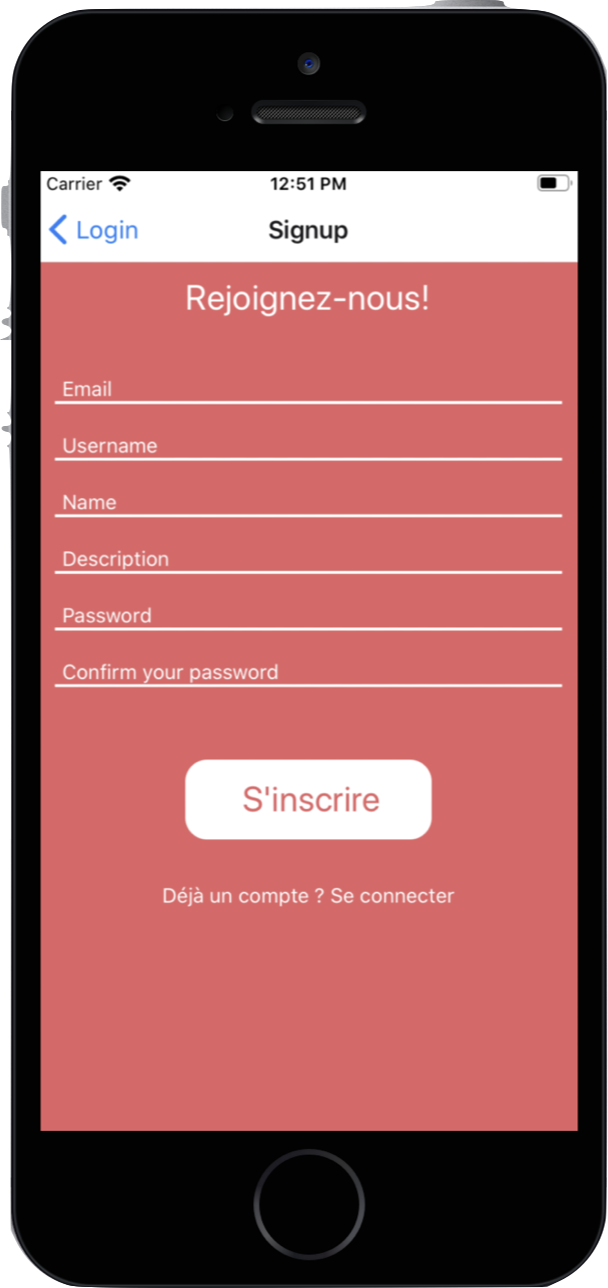 Carrier 12:51 PM
Login Signup
Rejoignez-nous!
Email
Username
Name
Description
Password
Confirm your password
S'inscrire
Déjà un compte ? Se connecter